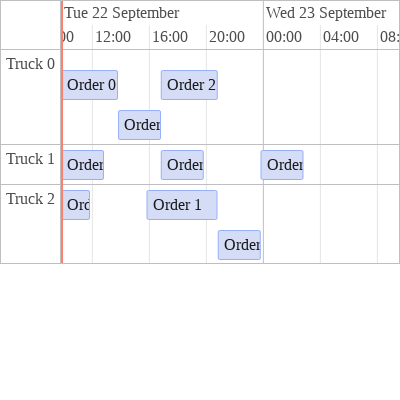 Tue 22 September Wed 23 September
00 12:00 16:00 20:00 00:00 04:00 08:
Truck 0
Order 0 Order 2
Order
Truck 1
Order Order Order
Truck 2
Ord Order 1
Order